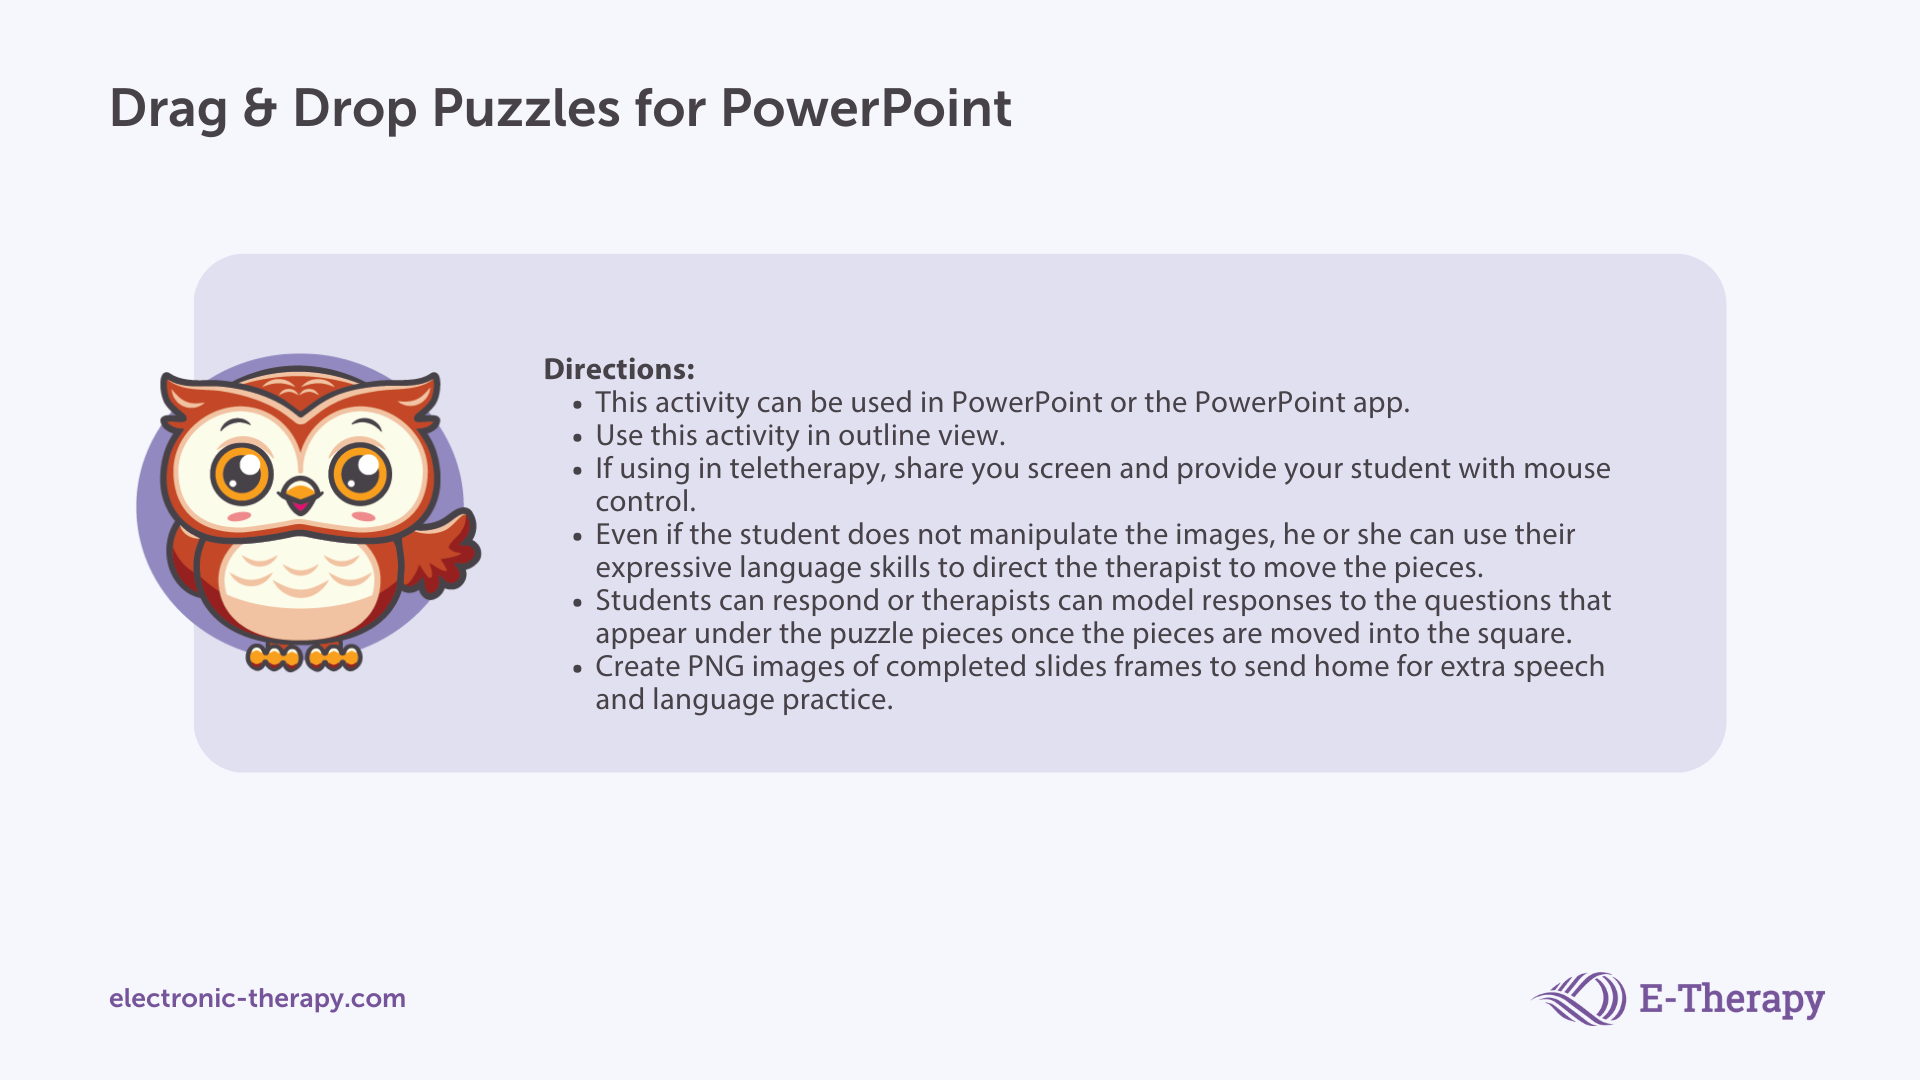 Drag & Drop Puzzles for PowerPoint
Directions:
• This activity can be used in PowerPoint or the PowerPoint app.
• Use this activity in outline view.
• If using in teletherapy, share you screen and provide your student with mouse
control.
• Even if the student does not manipulate the images, he or she can use their
expressive language skills to direct the therapist to move the pieces.
• Students can respond or therapists can model responses to the questions that
appear under the puzzle pieces once the pieces are moved into the square.
• Create PNG images of completed slides frames to send home for extra speech
and language practice.
electronic-therapy.com
E-Therapy